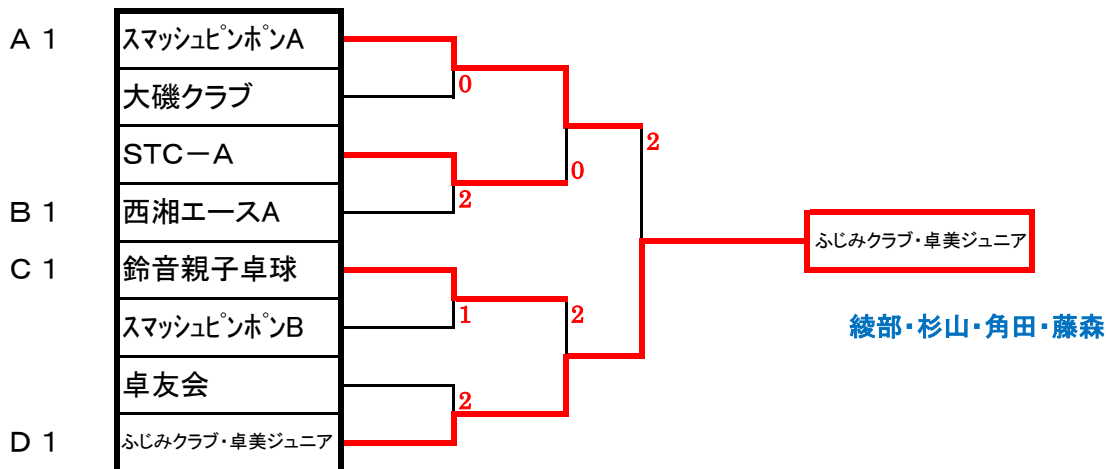 A 1 スマッシュピンポンA
0
大磯クラブ
2
STC－A
0
2
B 1 西湘エースA
ふじみクラブ・卓美ジュニア
C 1 鈴音親子卓球
1 2
スマッシュピンポンB
綾部・杉山・角田・藤森
卓友会
2
D 1 ふじみクラブ・卓美ジュニア